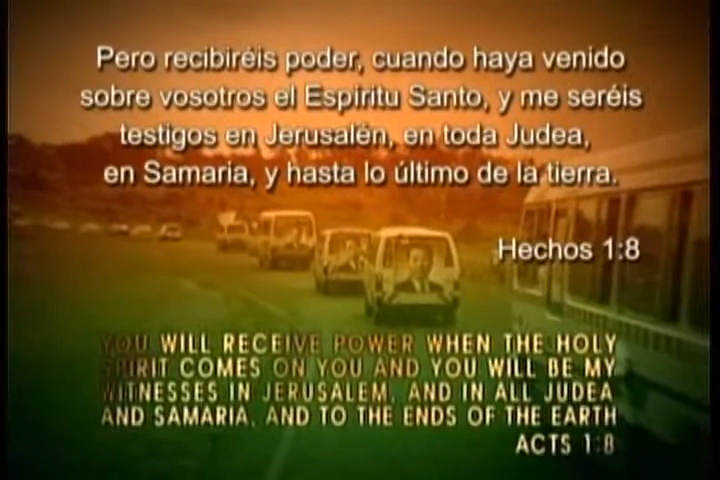 Pero recibiréis poder, cuando haya venido
sobre vosotros el Espíritu Santo, y me seréis
testigos en Jerusalén, en toda Judea,
en Samaria, y hasta lo último de la tierra.
Hechos 1:8
YOU WILL RECEIVE POWER WHEN THE HOLY
SPIRIT COMES ON YOU AND YOU WILL BE MY
WITNESSES IN JERUSALEM, AND IN ALL JUDEA
AND SAMARIA, AND TO THE ENDS OF THE EARTH
ACTS 1:8